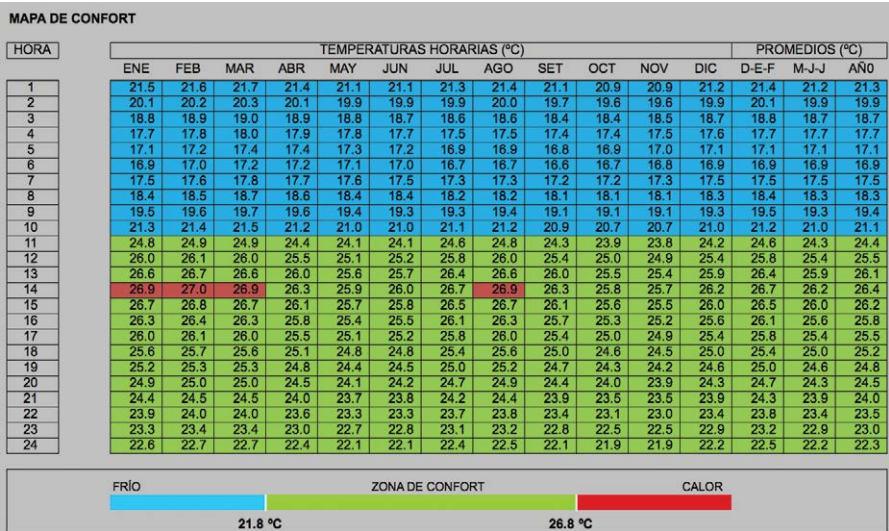 MAPA DE CONFORT
HORA TEMPERATURAS HORARIAS (ºC) PROMEDIOS (ºC)
ENE FEB MAR ABR MAY JUN JUL AGO SET OCT NOV DIC D-E-F M-J-J AÑ0
1 21.5 21.6 21.7 21.4 21.1 21.1 21.3 21.4 21.1 20.9 20.9 21.2 21.4 21.2 21.3
2 20.1 20.2 20.3 20.1 19.9 19.9 19.9 20.0 19.7 19.6 19.6 19.9 20.1 19.9 19.9
3 18.8 18.9 19.0 18.9 18.8 18.7 18.6 18.6 18.4 18.4 18.5 18.7 18.8 18.7 18.7
4 17.7 17.8 18.0 17.9 17.8 17.7 17.5 17.5 17.4 17.4 17.5 17.6 17.7 17.7 17.7
5 17.1 17.2 17.4 17.4 17.3 17.2 16.9 16.9 16.8 16.9 17.0 17.1 17.1 17.1 17.1
6 16.9 17.0 17.2 17.2 17.1 17.0 16.7 16.7 16.6 16.7 16.8 16.9 16.9 16.9 16.9
7 17.5 17.6 17.8 17.7 17.6 17.5 17.3 17.3 17.2 17.2 17.3 17.5 17.5 17.5 17.5
8 18.4 18.5 18.7 18.6 18.4 18.4 18.2 18.2 18.1 18.1 18.1 18.3 18.4 18.3 18.3
9 19.5 19.6 19.7 19.6 19.4 19.3 19.3 19.4 19.1 19.1 19.1 19.3 19.5 19.3 19.4
10 21.3 21.4 21.5 21.2 21.0 21.0 21.1 21.2 20.9 20.7 20.7 21.0 21.2 21.0 21.1
11 24.8 24.9 24.9 24.4 24.1 24.1 24.6 24.8 24.3 23.9 23.8 24.2 24.6 24.3 24.4
12 26.0 26.1 26.0 25.5 25.1 25.2 25.8 26.0 25.4 25.0 24.9 25.4 25.8 25.4 25.5
13 26.6 26.7 26.6 26.0 25.6 25.7 26.4 26.6 26.0 25.5 25.4 25.9 26.4 25.9 26.1
14 26.9 27.0 26.9 26.3 25.9 26.0 26.7 26.9 26.3 25.8 25.7 26.2 26.7 26.2 26.4
15 26.7 26.8 26.7 26.1 25.7 25.8 26.5 26.7 26.1 25.6 25.5 26.0 26.5 26.0 26.2
16 26.3 26.4 26.3 25.8 25.4 25.5 26.1 26.3 25.7 25.3 25.2 25.6 26.1 25.6 25.8
17 26.0 26.1 26.0 25.5 25.1 25.2 25.8 26.0 25.4 25.0 24.9 25.4 25.8 25.4 25.5
18 25.6 25.7 25.6 25.1 24.8 24.8 25.4 25.6 25.0 24.6 24.5 25.0 25.4 25.0 25.2
19 25.2 25.3 25.3 24.8 24.4 24.5 25.0 25.2 24.7 24.3 24.2 24.6 25.0 24.6 24.8
20 24.9 25.0 25.0 24.5 24.1 24.2 24.7 24.9 24.4 24.0 23.9 24.3 24.7 24.3 24.5
21 24.4 24.5 24.5 24.0 23.7 23.8 24.2 24.4 23.9 23.5 23.5 23.9 24.3 23.9 24.0
22 23.9 24.0 24.0 23.6 23.3 23.3 23.7 23.8 23.4 23.1 23.0 23.4 23.8 23.4 23.5
23 23.3 23.4 23.4 23.0 22.7 22.8 23.1 23.2 22.8 22.5 22.5 22.9 23.2 22.9 23.0
24 22.6 22.7 22.7 22.4 22.1 22.1 22.4 22.5 22.1 21.9 21.9 22.2 22.5 22.2 22.3
FRÍO ZONA DE CONFORT CALOR
21.8 ºC 26.8 ºC